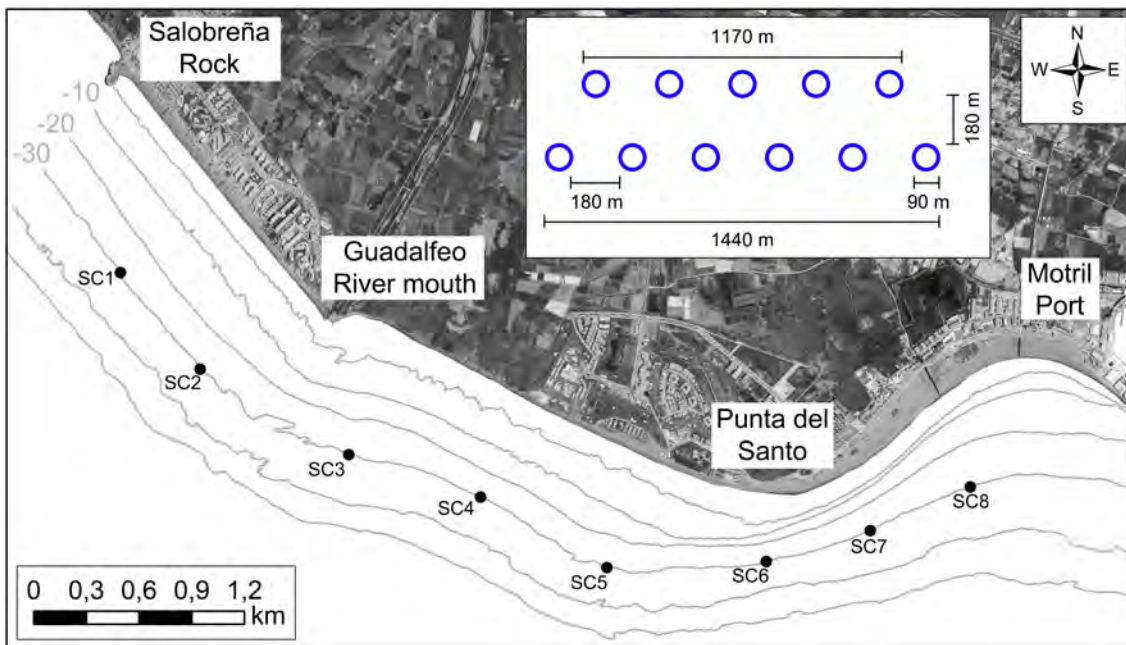 Salobreña
Rock
1170 m
N
W E
S
-10
-20
-30
180 m
180 m
90 m
1440 m
Guadalfeo
River mouth
Motril
Port
SC1
SC2
Punta del
Santo
SC3
SC4
SC8
SC7
SC5
SC6
0 0,3 0,6 0,9 1,2
km